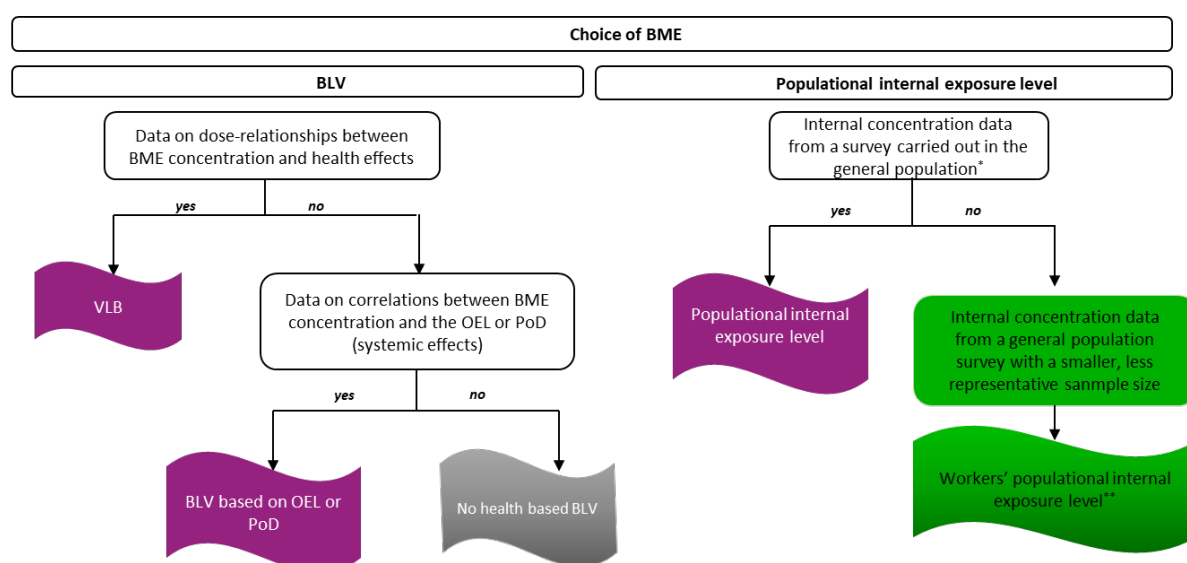 Choice of BME
BLV
Populational internal exposure level
Data on dose-relationships between
BME concentration and health effects
Internal concentration data
from a survey carried out in the
general population*
yes
no
yes
no
VLB
Data on correlations between BME
concentration and the OEL or PoD
(systemic effects)
Populational internal
exposure level
Internal concentration data
from a general population
survey with a smaller, less
representative sanmple size
yes
no
BLV based on OEL or
PoD
No health based BLV
Workers' populational internal
exposure level**